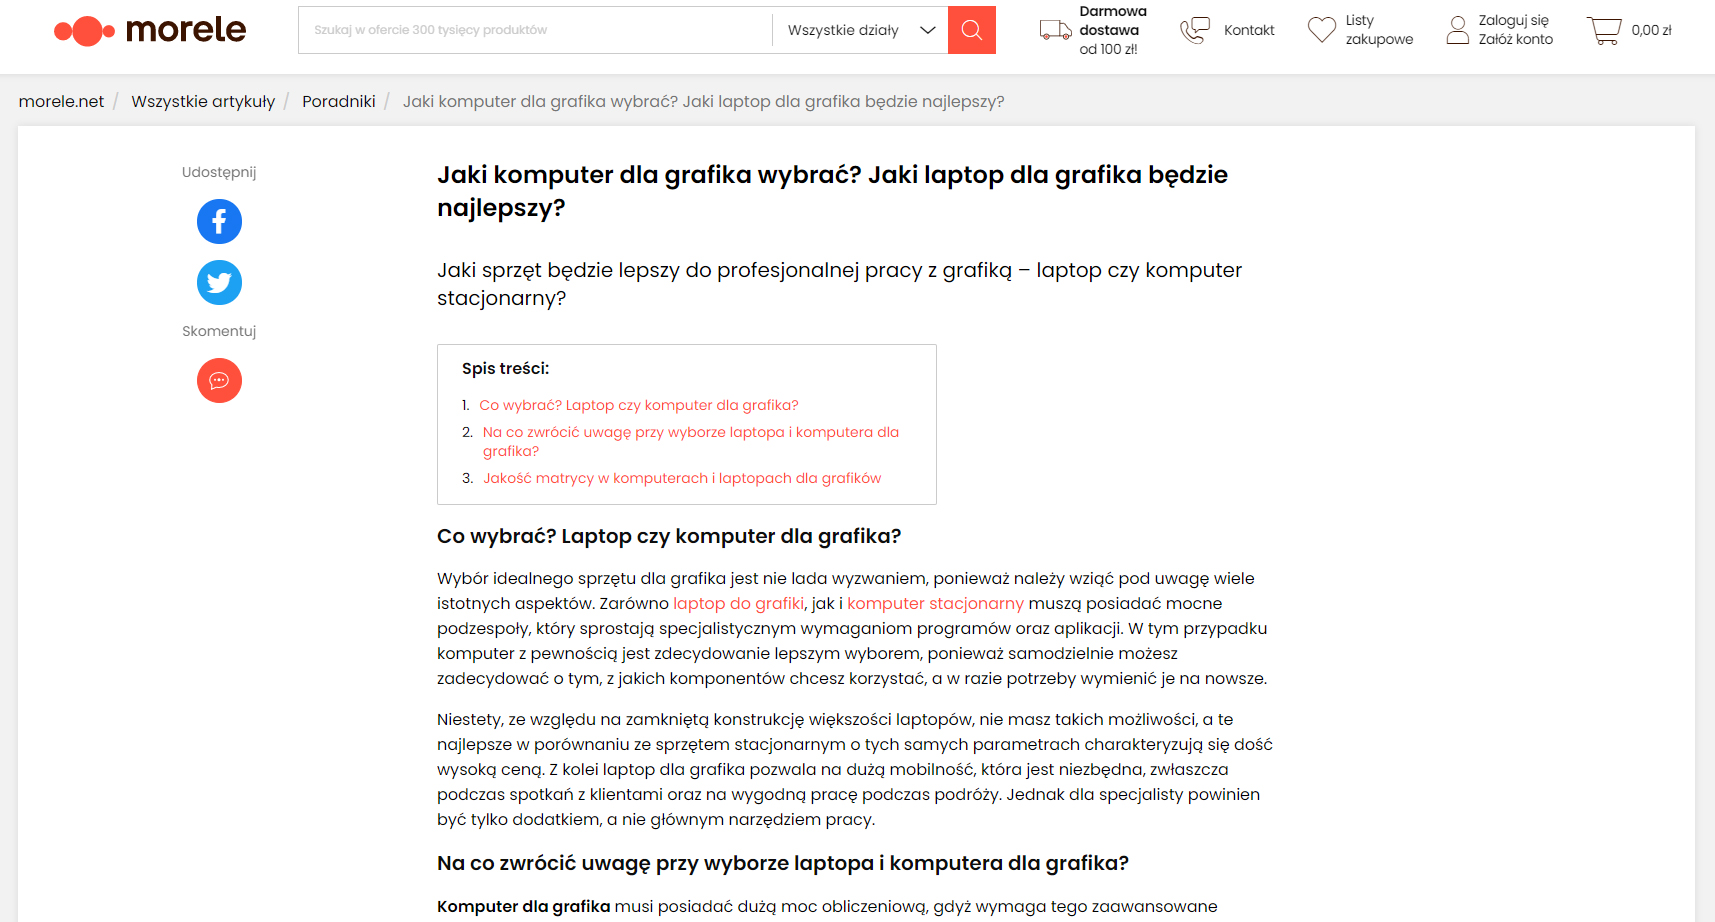 morele
Szukaj w ofercie 300 tysięcy produktów
Wszystkie działy
Darmowa
dostawa
od 100 zł!
Kontakt
Listy
zakupowe
Zaloguj się
Załóż konto
0,00 zł
morele.net / Wszystkie artykuły / Poradniki / Jaki komputer dla grafika wybrać? Jaki laptop dla grafika będzie najlepszy?
Udostępnij
Skomentuj
Jaki komputer dla grafika wybrać? Jaki laptop dla grafika będzie
najlepszy?
Jaki sprzęt będzie lepszy do profesjonalnej pracy z grafiką – laptop czy komputer
stacjonarny?
Spis treści:
1. Co wybrać? Laptop czy komputer dla grafika?
2. Na co zwrócić uwagę przy wyborze laptopa i komputera dla
grafika?
3. Jakość matrycy w komputerach i laptopach dla grafików
Co wybrać? Laptop czy komputer dla grafika?
Wybór idealnego sprzętu dla grafika jest nie lada wyzwaniem, ponieważ należy wziąć pod uwagę wiele
istotnych aspektów. Zarówno laptop do grafiki, jak i komputer stacjonarny muszą posiadać mocne
podzespoły, który sprostają specjalistycznym wymaganiom programów oraz aplikacji. W tym przypadku
komputer z pewnością jest zdecydowanie lepszym wyborem, ponieważ samodzielnie możesz
zadecydować o tym, z jakich komponentów chcesz korzystać, a w razie potrzeby wymienić je na nowsze.
Niestety, ze względu na zamkniętą konstrukcję większości laptopów, nie masz takich możliwości, a te
najlepsze w porównaniu ze sprzętem stacjonarnym o tych samych parametrach charakteryzują się dość
wysoką ceną. Z kolei laptop dla grafika pozwala na dużą mobilność, która jest niezbędna, zwłaszcza
podczas spotkań z klientami oraz na wygodną pracę podczas podróży. Jednak dla specjalisty powinien
być tylko dodatkiem, a nie głównym narzędziem pracy.
Na co zwrócić uwagę przy wyborze laptopa i komputera dla grafika?
Komputer dla grafika musi posiadać dużą moc obliczeniową, gdyż wymaga tego zaawansowane